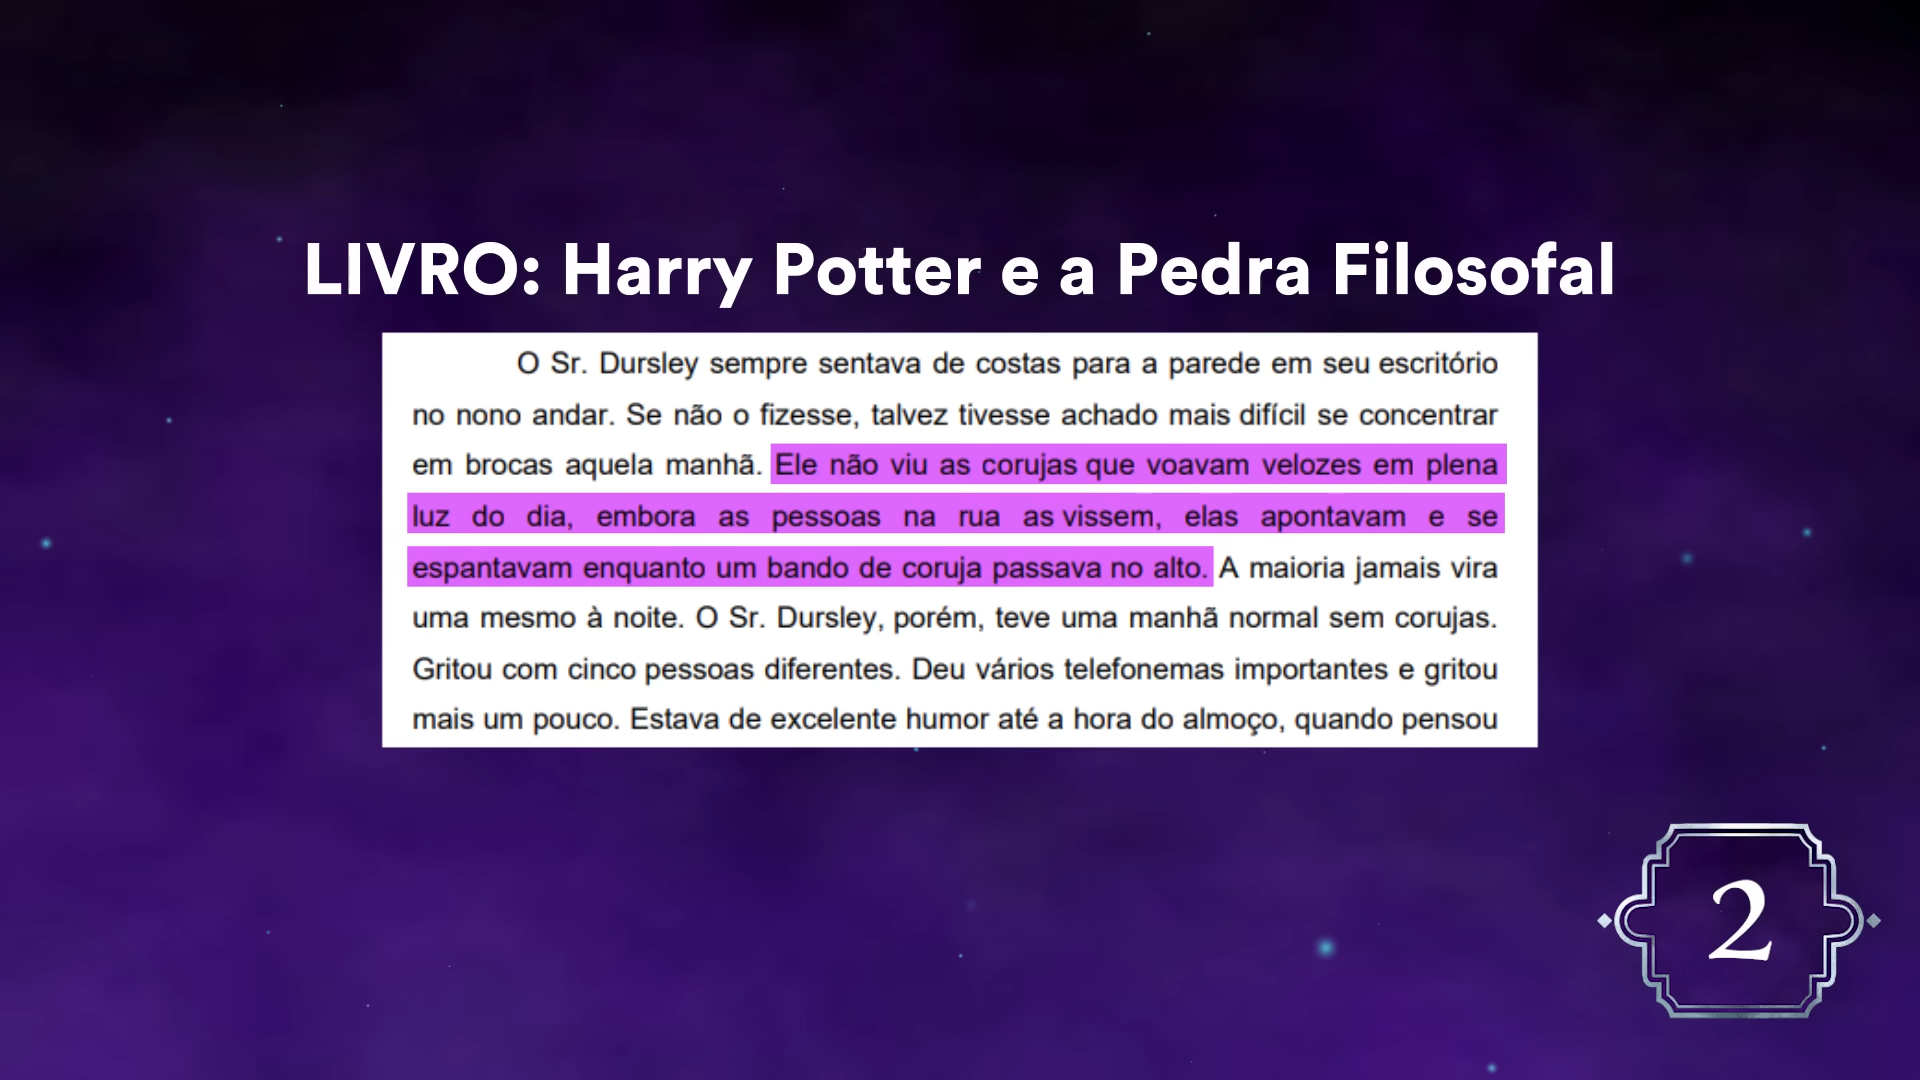 LIVRO: Harry Potter e a Pedra Filosofal
O Sr. Dursley sempre sentava de costas para a parede em seu escritório
no nono andar. Se não o fizesse, talvez tivesse achado mais difícil se concentrar
em brocas aquela manhã. Ele não viu as corujas que voavam velozes em plena
luz do dia, embora as pessoas na rua as vissem, elas apontavam e se
espantavam enquanto um bando de coruja passava no alto. A maioria jamais vira
uma mesmo à noite. O Sr. Dursley, porém, teve uma manhã normal sem corujas.
Gritou com cinco pessoas diferentes. Deu vários telefonemas importantes e gritou
mais um pouco. Estava de excelente humor até a hora do almoço, quando pensou
2